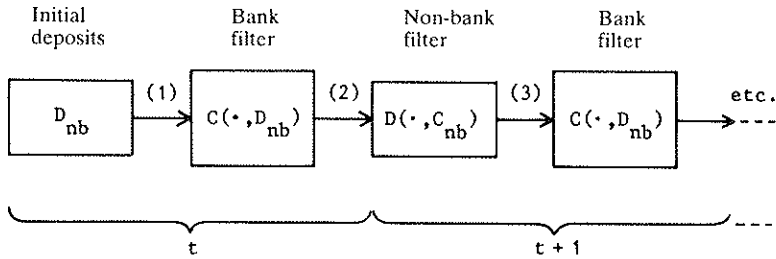 Initial Bank Non-bank Bank
deposits filter filter filter
(1) (2) (3) etc.
D_nb C(·,D_nb) D(·,C_nb) C(·,D_nb)
t t + 1